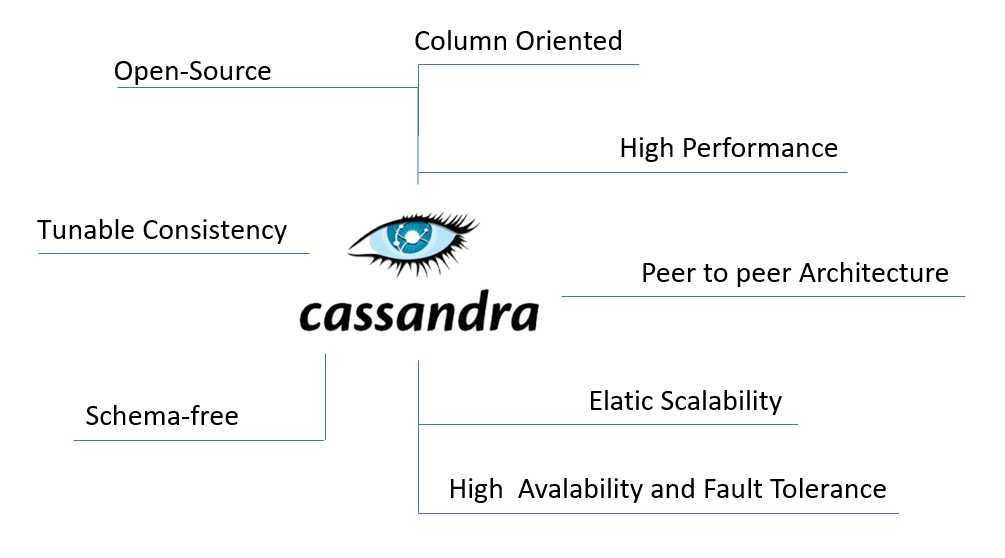 Column Oriented
Open-Source
High Performance
Tunable Consistency
Peer to peer Architecture
cassandra
Elatic Scalability
Schema-free
High  Avalability and Fault Tolerance